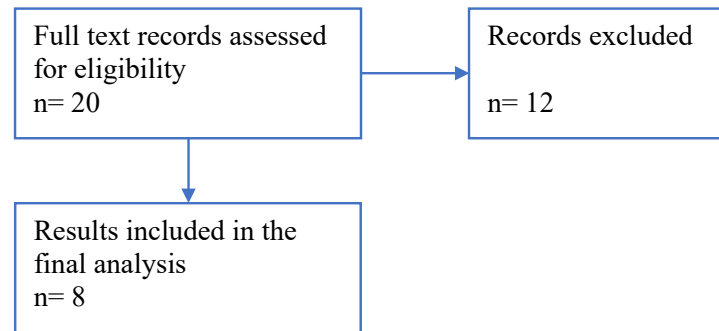 Full text records assessed
for eligibility
n= 20
Records excluded
n= 12
Results included in the
final analysis
n= 8